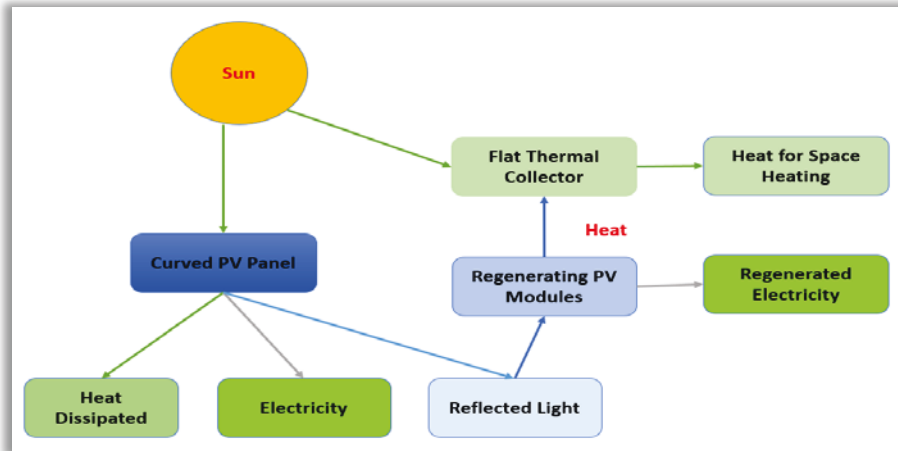 Sun
Flat Thermal
Collector
Heat for Space
Heating
Heat
Curved PV Panel
Regenerating PV
Modules
Regenerated
Electricity
Heat
Dissipated
Electricity
Reflected Light